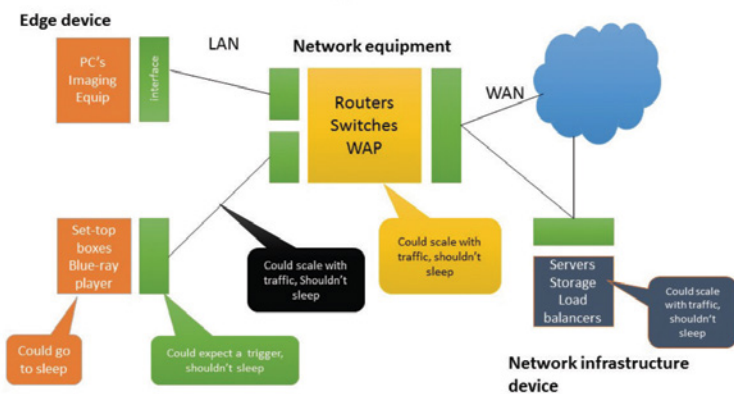 Edge device
LAN
Network equipment
PC's
Imaging
Equip
interface
Routers
Switches
WAP
WAN
Set-top
boxes
Blue-ray
player
Could scale with
traffic, Shouldn't
sleep
Could scale with
traffic, shouldn't
sleep
Servers
Storage
Load
balancers
Could scale
with traffic,
shouldn't
sleep
Could go
to sleep
Could expect a trigger,
shouldn't sleep
Network infrastructure
device